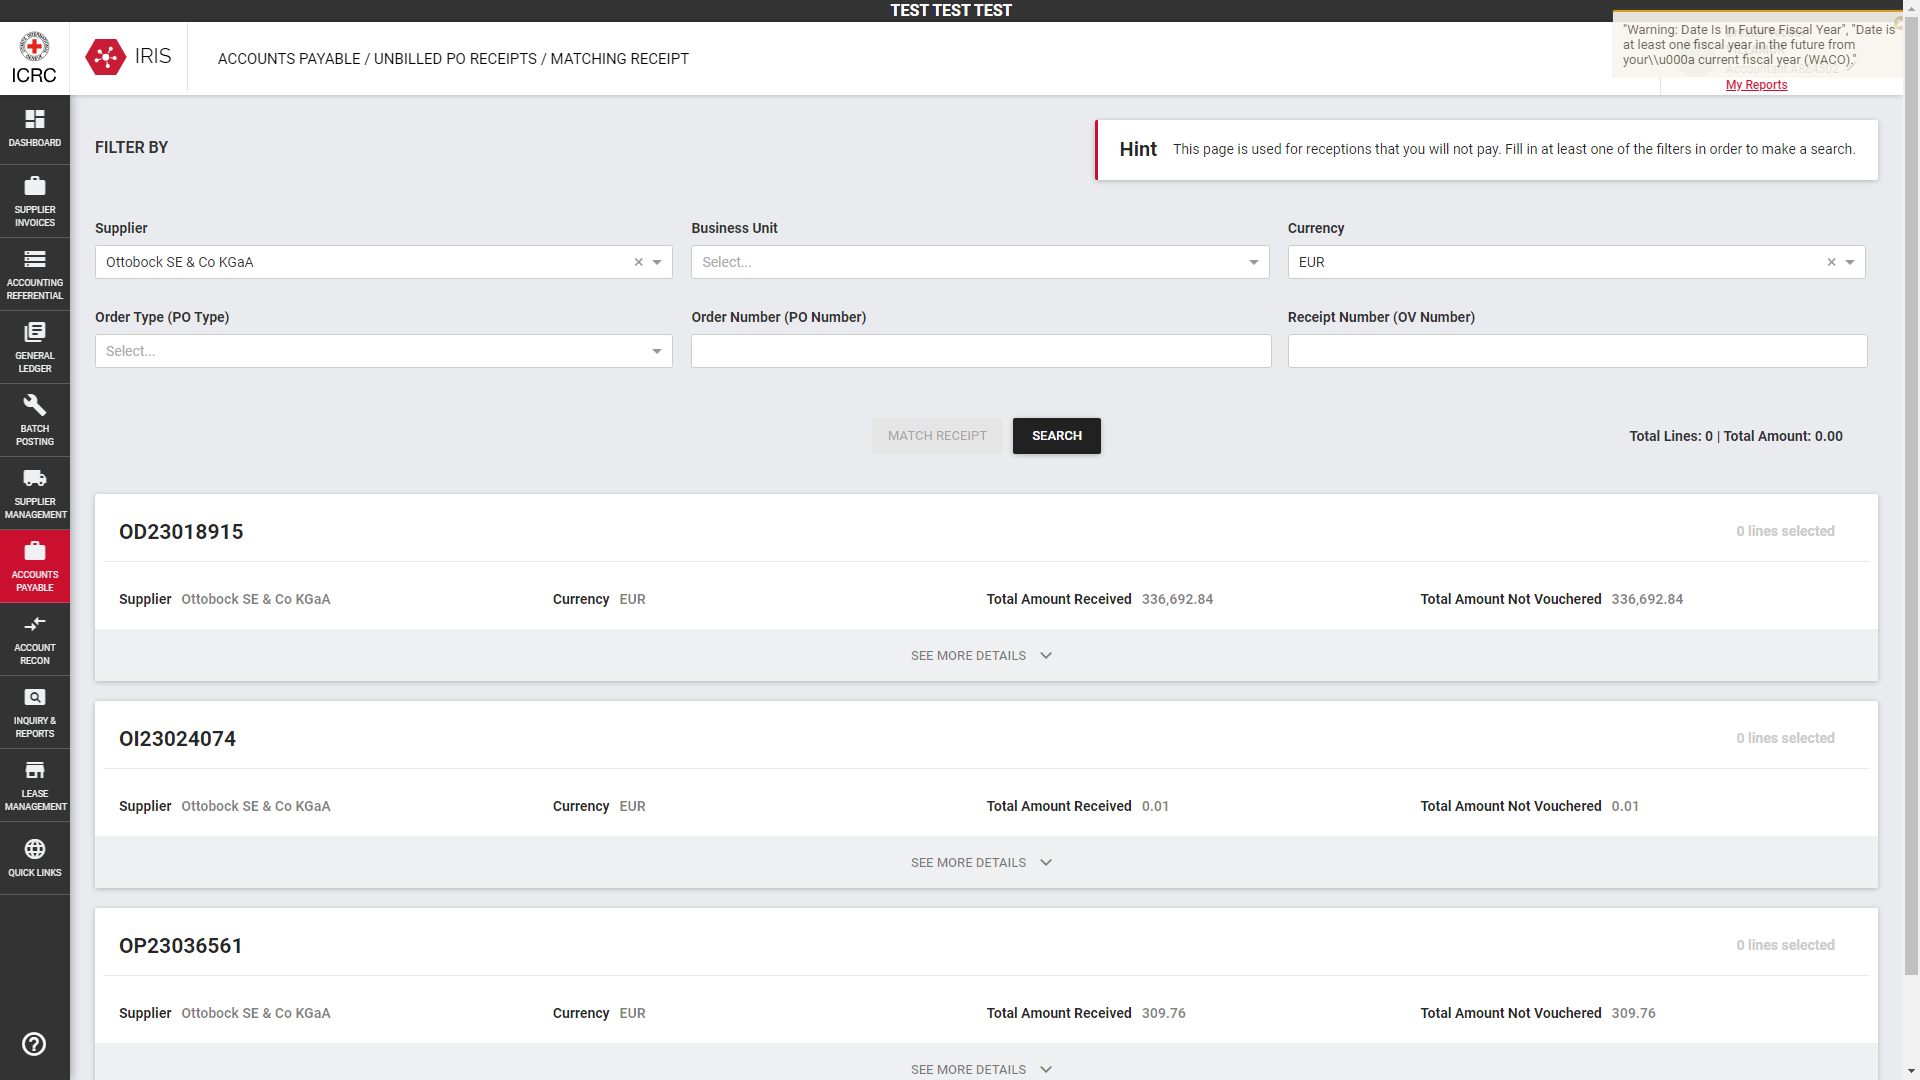 TEST TEST TEST
ICRC
IRIS
ACCOUNTS PAYABLE / UNBILLED PO RECEIPTS / MATCHING RECEIPT
"Warning: Date Is In Future Fiscal Year", "Date is
at least one fiscal year in the future from
your\\u000a current fiscal year (WACO)."
My Reports
DASHBOARD
SUPPLIER
INVOICES
ACCOUNTING
REFERENTIAL
GENERAL
LEDGER
BATCH
POSTING
SUPPLIER
MANAGEMENT
ACCOUNTS
PAYABLE
ACCOUNT
RECON
INQUIRY &
REPORTS
LEASE
MANAGEMENT
QUICK LINKS
FILTER BY
Hint This page is used for receptions that you will not pay. Fill in at least one of the filters in order to make a search.
Supplier Business Unit Currency
Ottobock SE & Co KGaA Select... EUR
Order Type (PO Type) Order Number (PO Number) Receipt Number (OV Number)
Select...
MATCH RECEIPT SEARCH Total Lines: 0 | Total Amount: 0.00
OD23018915 0 lines selected
Supplier Ottobock SE & Co KGaA Currency EUR Total Amount Received 336,692.84 Total Amount Not Vouchered 336,692.84
SEE MORE DETAILS
OI23024074 0 lines selected
Supplier Ottobock SE & Co KGaA Currency EUR Total Amount Received 0.01 Total Amount Not Vouchered 0.01
SEE MORE DETAILS
OP23036561 0 lines selected
Supplier Ottobock SE & Co KGaA Currency EUR Total Amount Received 309.76 Total Amount Not Vouchered 309.76
SEE MORE DETAILS